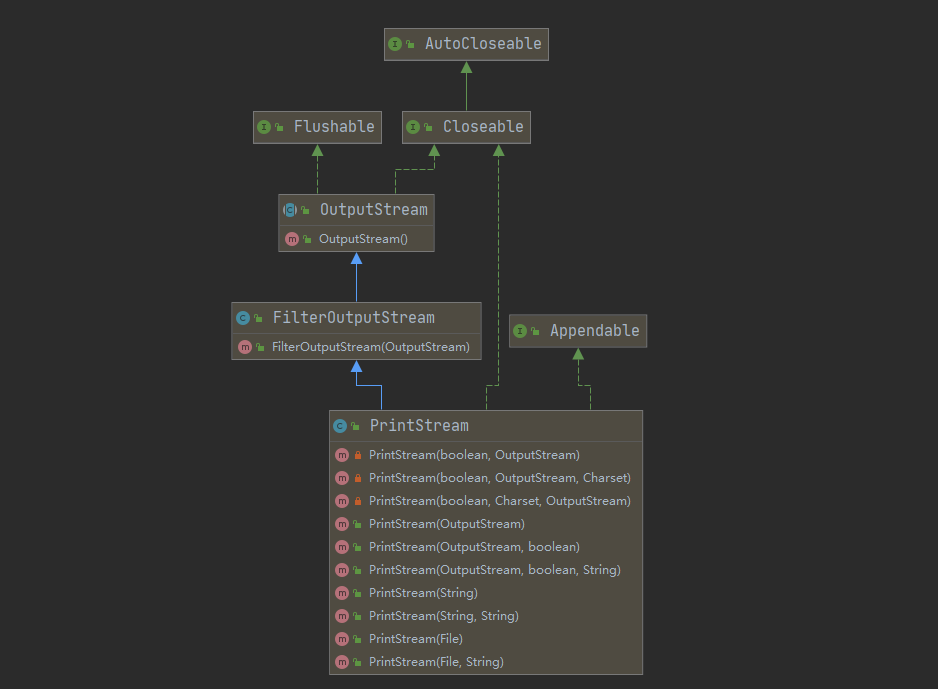 AutoCloseable
Flushable
Closeable
OutputStream
OutputStream()
FilterOutputStream
FilterOutputStream(OutputStream)
Appendable
PrintStream
PrintStream(boolean, OutputStream)
PrintStream(boolean, OutputStream, Charset)
PrintStream(boolean, Charset, OutputStream)
PrintStream(OutputStream)
PrintStream(OutputStream, boolean)
PrintStream(OutputStream, boolean, String)
PrintStream(String)
PrintStream(String, String)
PrintStream(File)
PrintStream(File, String)